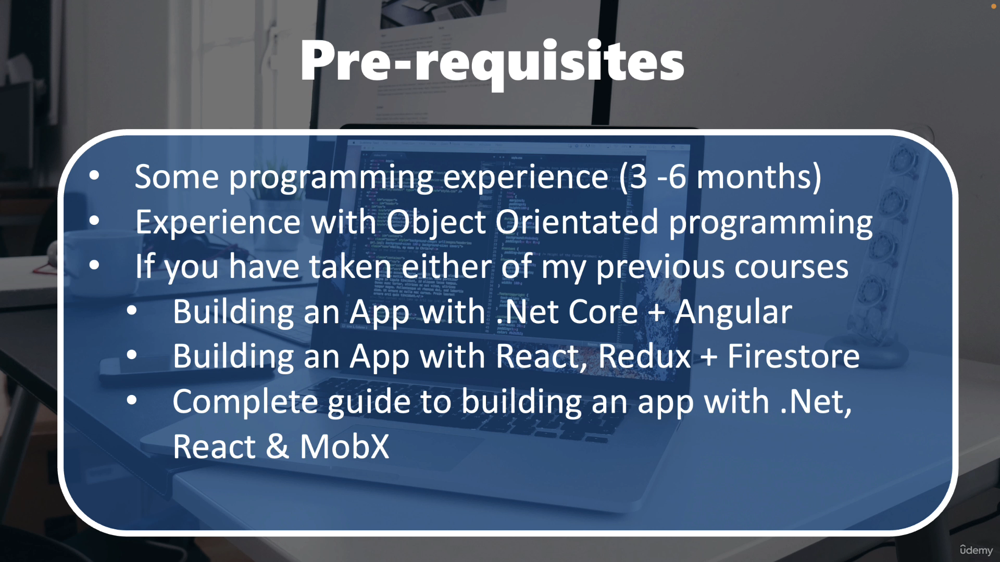 Pre-requisites
• Some programming experience (3 -6 months)
• Experience with Object Orientated programming
• If you have taken either of my previous courses
• Building an App with .Net Core + Angular
• Building an App with React, Redux + Firestore
• Complete guide to building an app with .Net,
React & MobX
ûdemy